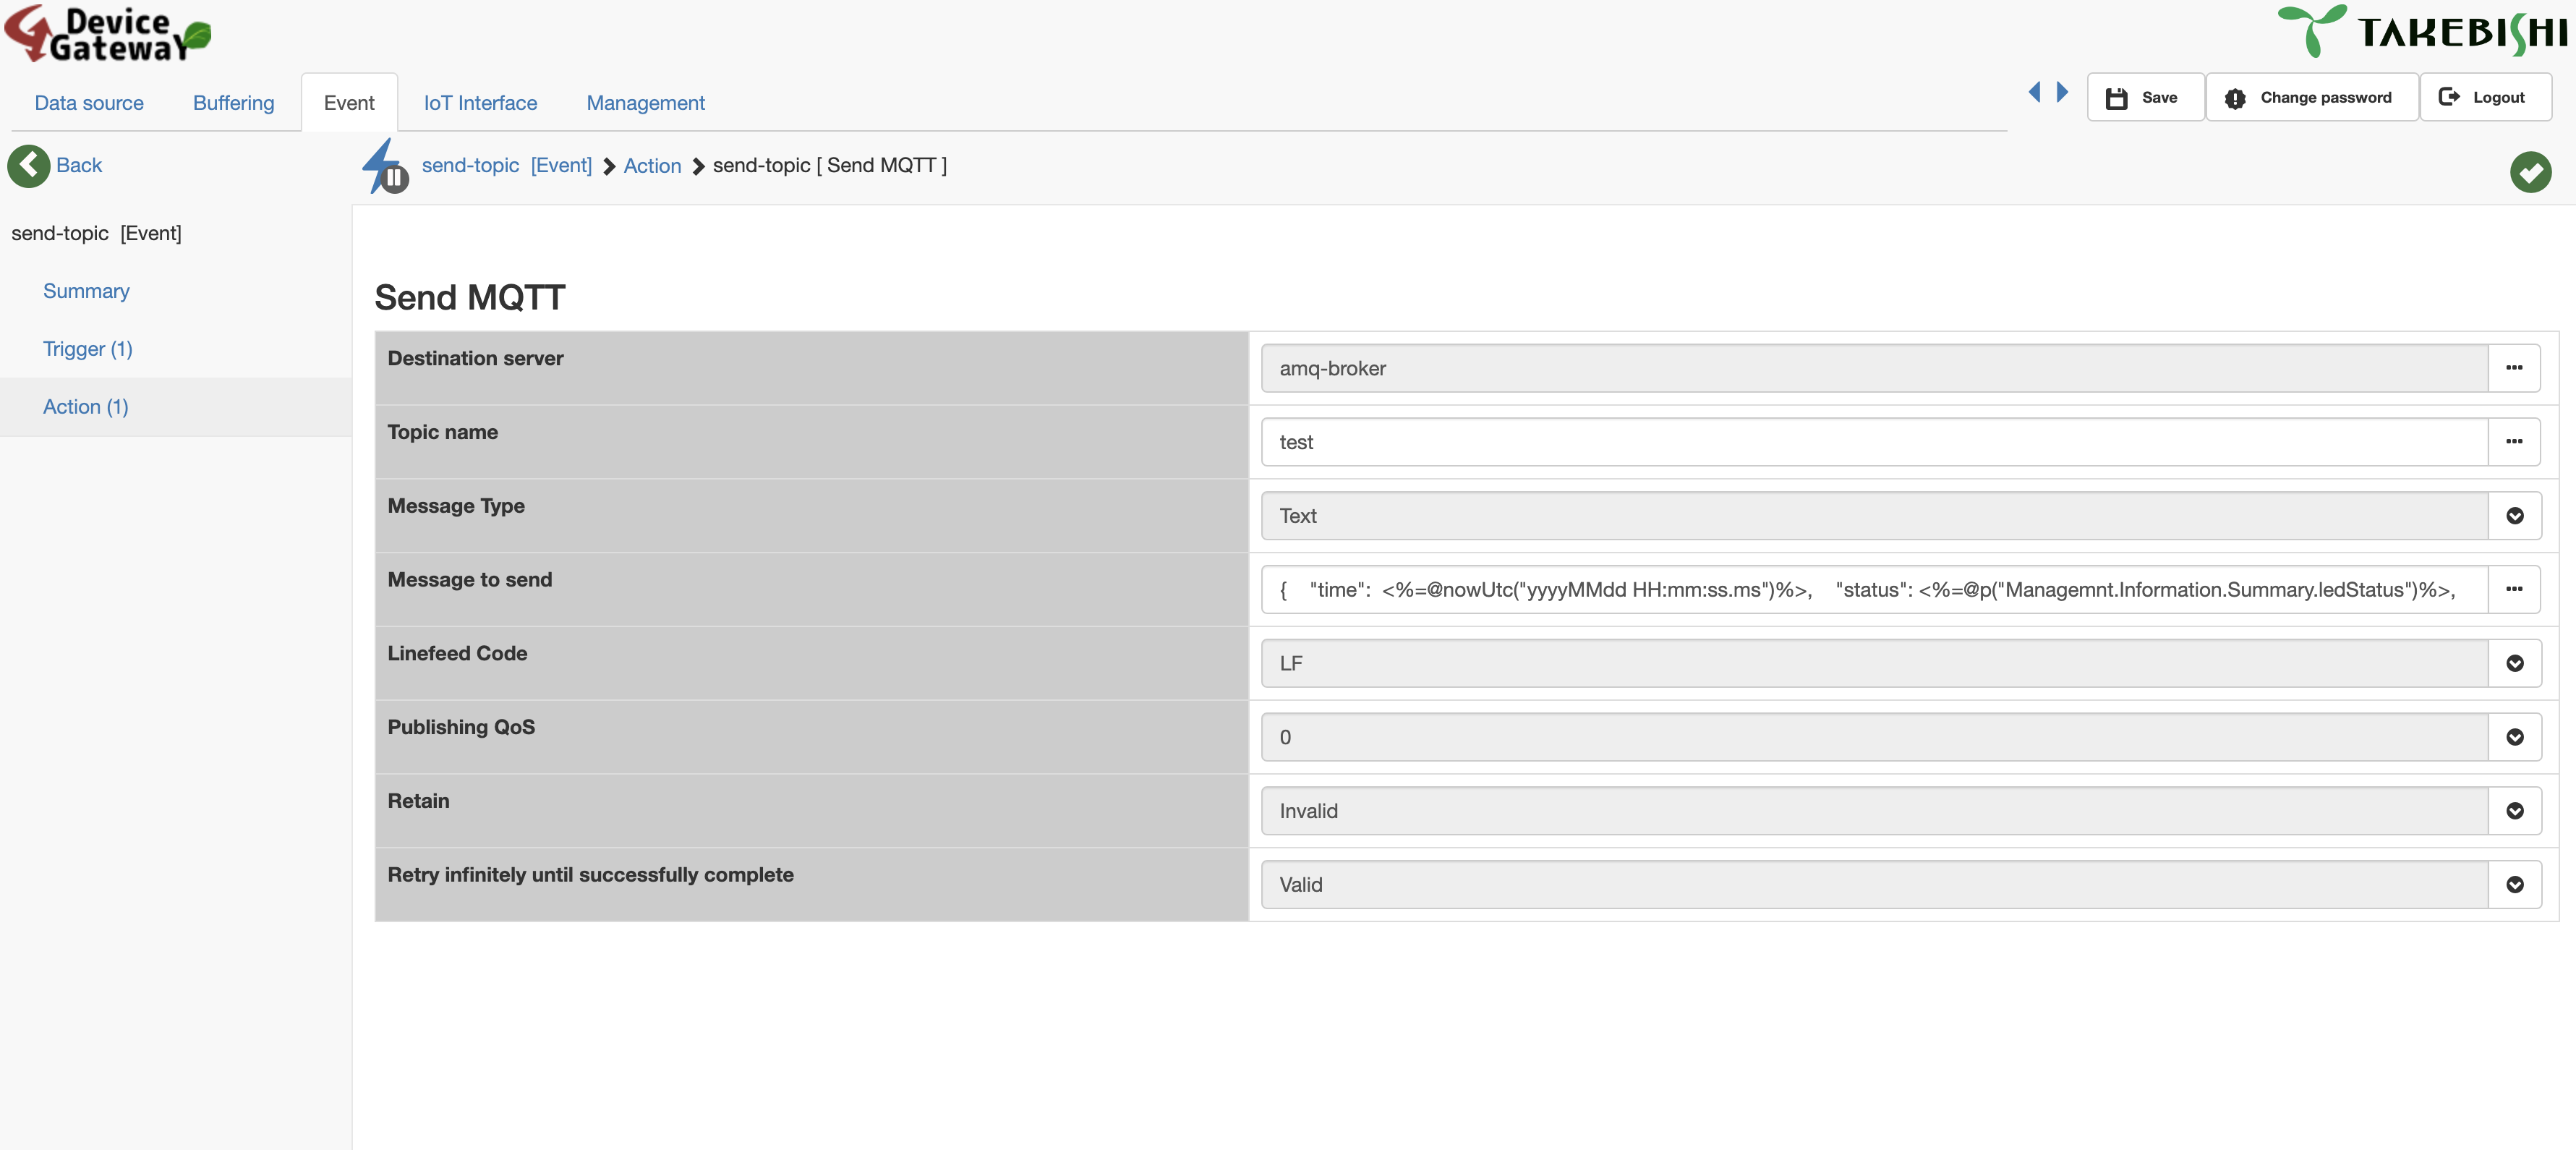 Device GatewaY
TAKEBISHI
Data source Buffering Event IoT Interface Management Save Change password Logout
Back
send-topic [Event] Action send-topic [ Send MQTT ]
send-topic [Event]
Summary
Trigger (1)
Action (1)
Send MQTT
Destination server amq-broker
Topic name test
Message Type Text
Message to send { "time": <%=@nowUtc("yyyyMMdd HH:mm:ss.ms")%>, "status": <%=@p("Managemnt.Information.Summary.ledStatus")%>,
Linefeed Code LF
Publishing QoS 0
Retain Invalid
Retry infinitely until successfully complete Valid